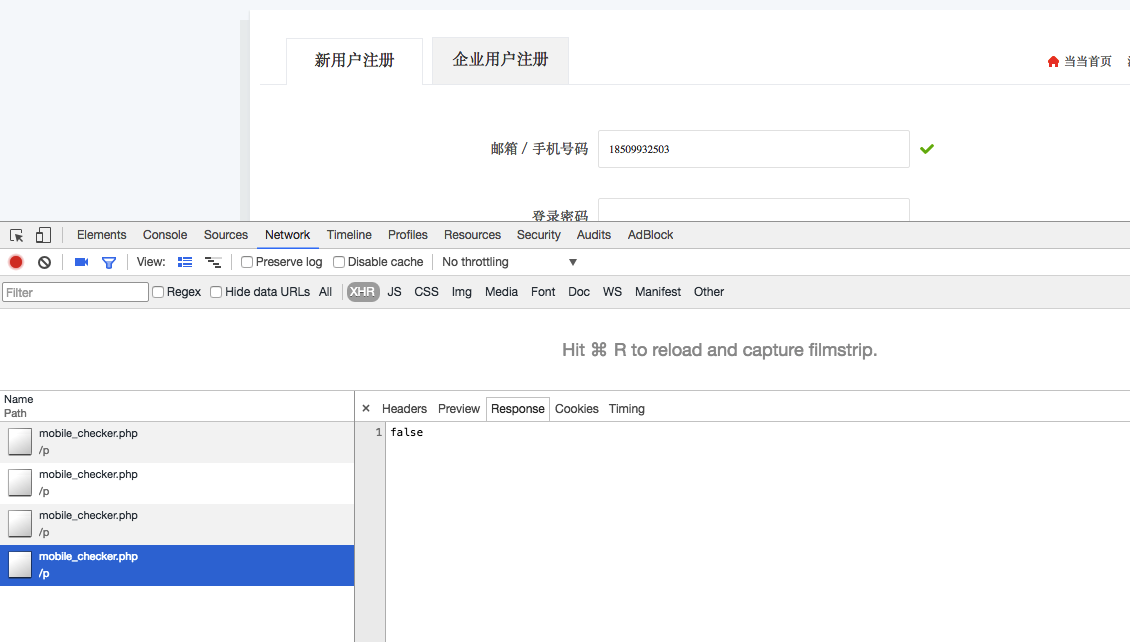 新用户注册 企业用户注册 当当首页
邮箱 / 手机号码 18509932503
登录密码
Elements Console Sources Network Timeline Profiles Resources Security Audits AdBlock
View: Preserve log Disable cache No throttling
Filter Regex Hide data URLs All XHR JS CSS Img Media Font Doc WS Manifest Other
Hit ⌘ R to reload and capture filmstrip.
Name
Path
× Headers Preview Response Cookies Timing
mobile_checker.php
/p
mobile_checker.php
/p
mobile_checker.php
/p
mobile_checker.php
/p
1 false